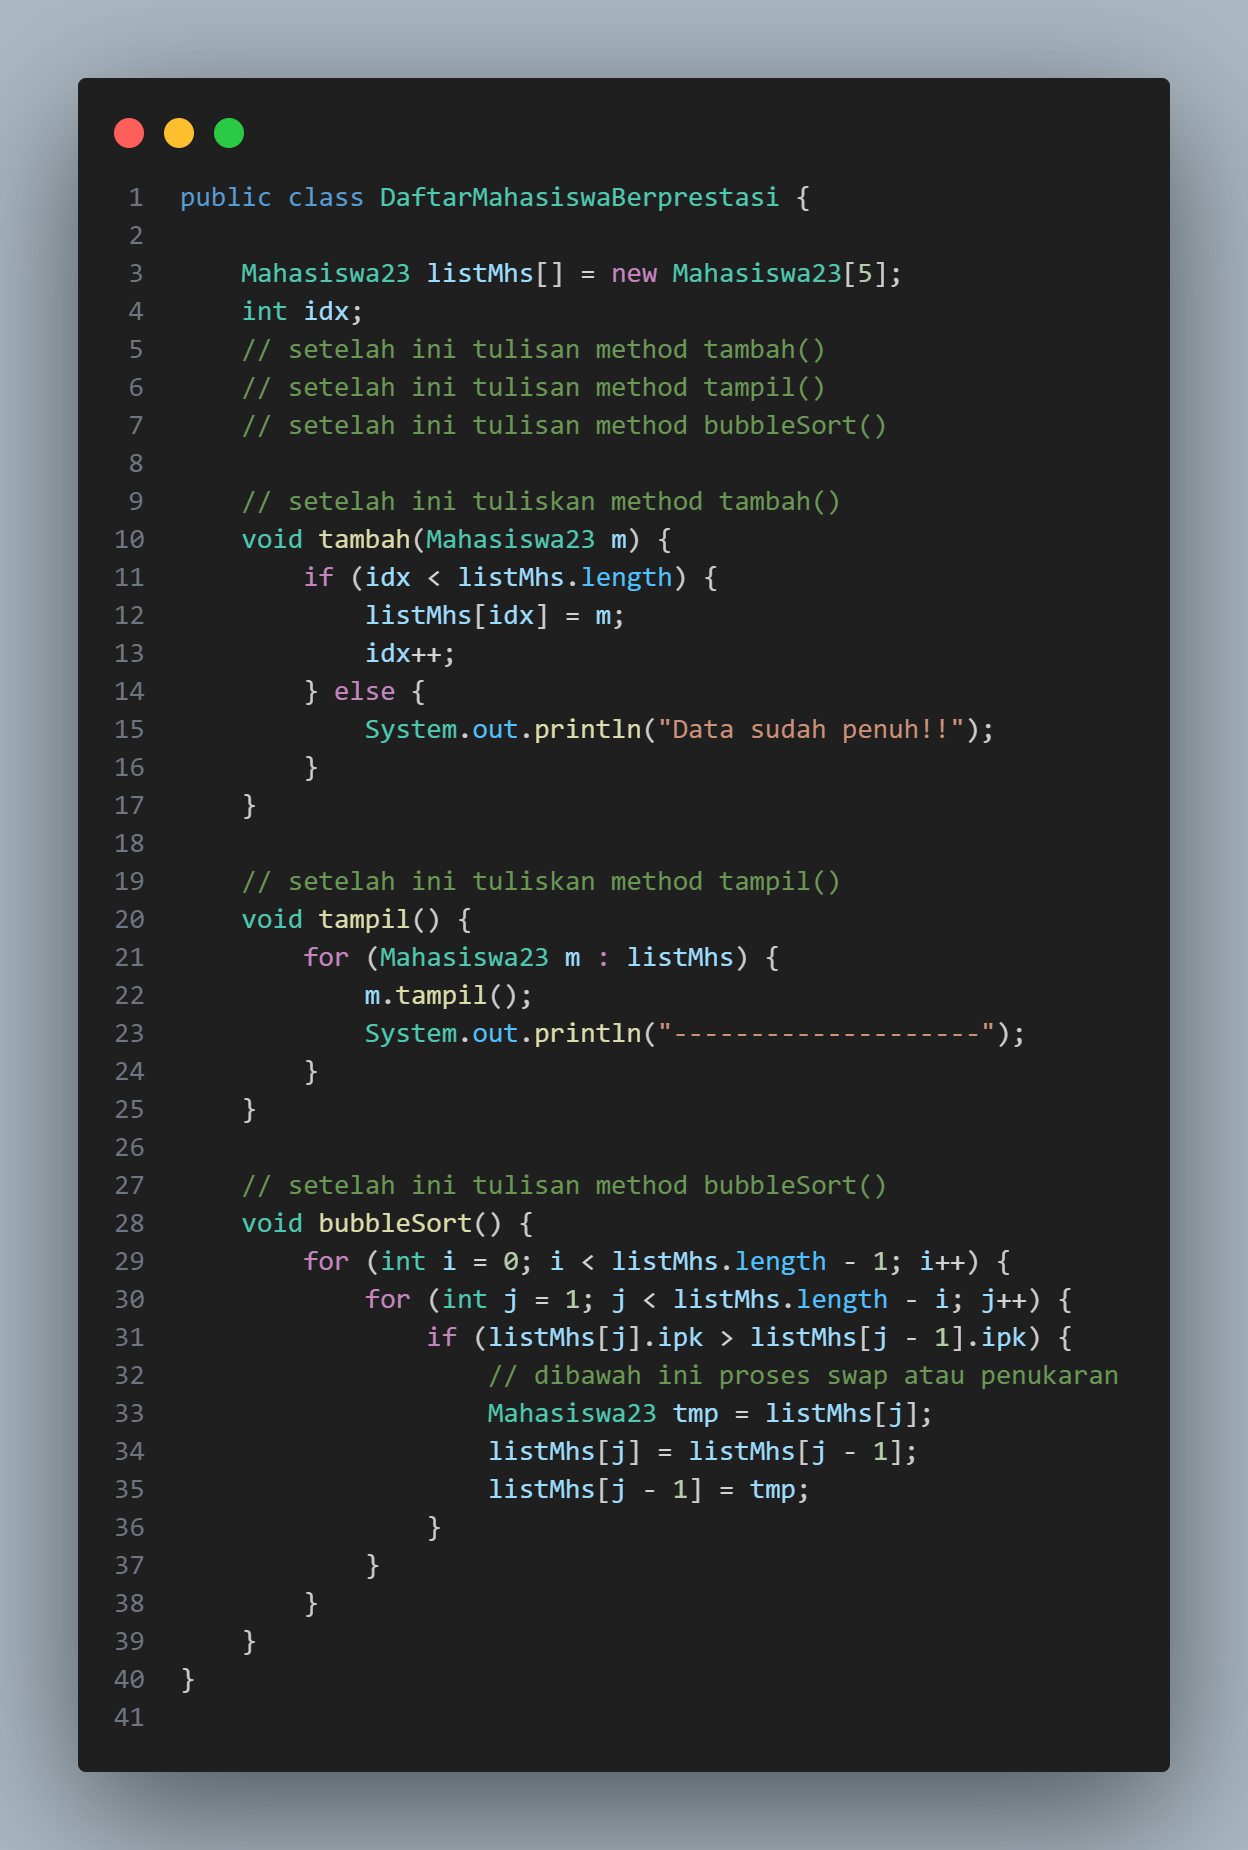 1 public class DaftarMahasiswaBerprestasi {
2
3     Mahasiswa23 listMhs[] = new Mahasiswa23[5];
4     int idx;
5     // setelah ini tulisan method tambah()
6     // setelah ini tulisan method tampil()
7     // setelah ini tulisan method bubbleSort()
8
9     // setelah ini tuliskan method tambah()
10     void tambah(Mahasiswa23 m) {
11         if (idx < listMhs.length) {
12             listMhs[idx] = m;
13             idx++;
14         } else {
15             System.out.println("Data sudah penuh!!");
16         }
17     }
18
19     // setelah ini tuliskan method tampil()
20     void tampil() {
21         for (Mahasiswa23 m : listMhs) {
22             m.tampil();
23             System.out.println("--------------------");
24         }
25     }
26
27     // setelah ini tulisan method bubbleSort()
28     void bubbleSort() {
29         for (int i = 0; i < listMhs.length - 1; i++) {
30             for (int j = 1; j < listMhs.length - i; j++) {
31                 if (listMhs[j].ipk > listMhs[j - 1].ipk) {
32                     // dibawah ini proses swap atau penukaran
33                     Mahasiswa23 tmp = listMhs[j];
34                     listMhs[j] = listMhs[j - 1];
35                     listMhs[j - 1] = tmp;
36                 }
37             }
38         }
39     }
40 }
41